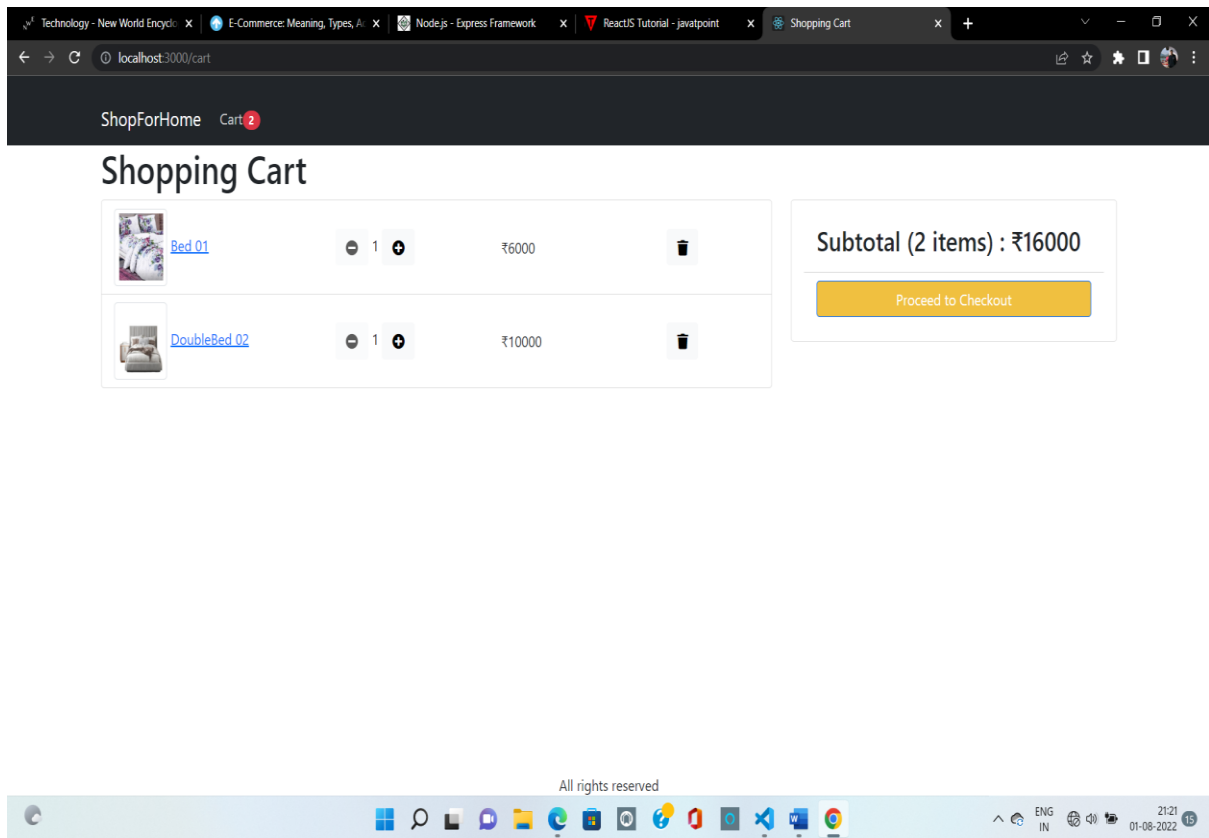 Technology - New World Encyclo
E-Commerce: Meaning, Types, Ad
Node.js - Express Framework
ReactJS Tutorial - javatpoint
Shopping Cart
localhost:3000/cart
ShopForHome Cart 2
Shopping Cart
Bed 01 1 ₹6000
DoubleBed 02 1 ₹10000
Subtotal (2 items) : ₹16000
Proceed to Checkout
All rights reserved
ENG
IN
21:21
01-08-2022
15